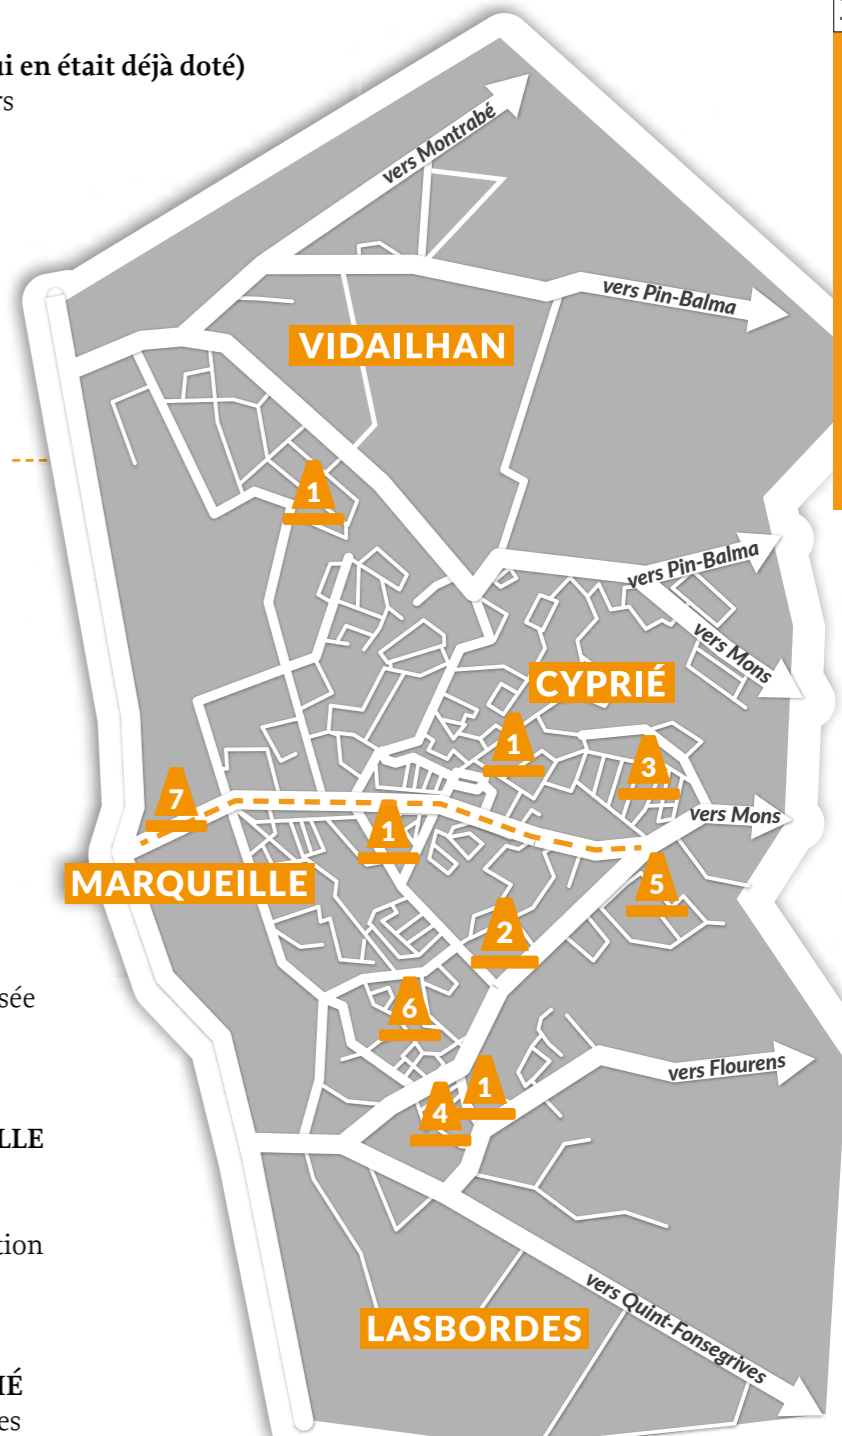 ui en était déjà doté)
rs
vers Montrabé
vers Pin-Balma
VIDAILHAN
1
vers Pin-Balma
vers Mons
CYPRIÉ
1
3
7
vers Mons
1
MARQUEILLE
5
2
sée
6
vers Flourens
1
4
LLE
tion
vers Quint-Fonsegrives
LASBORDES
IÉ
es